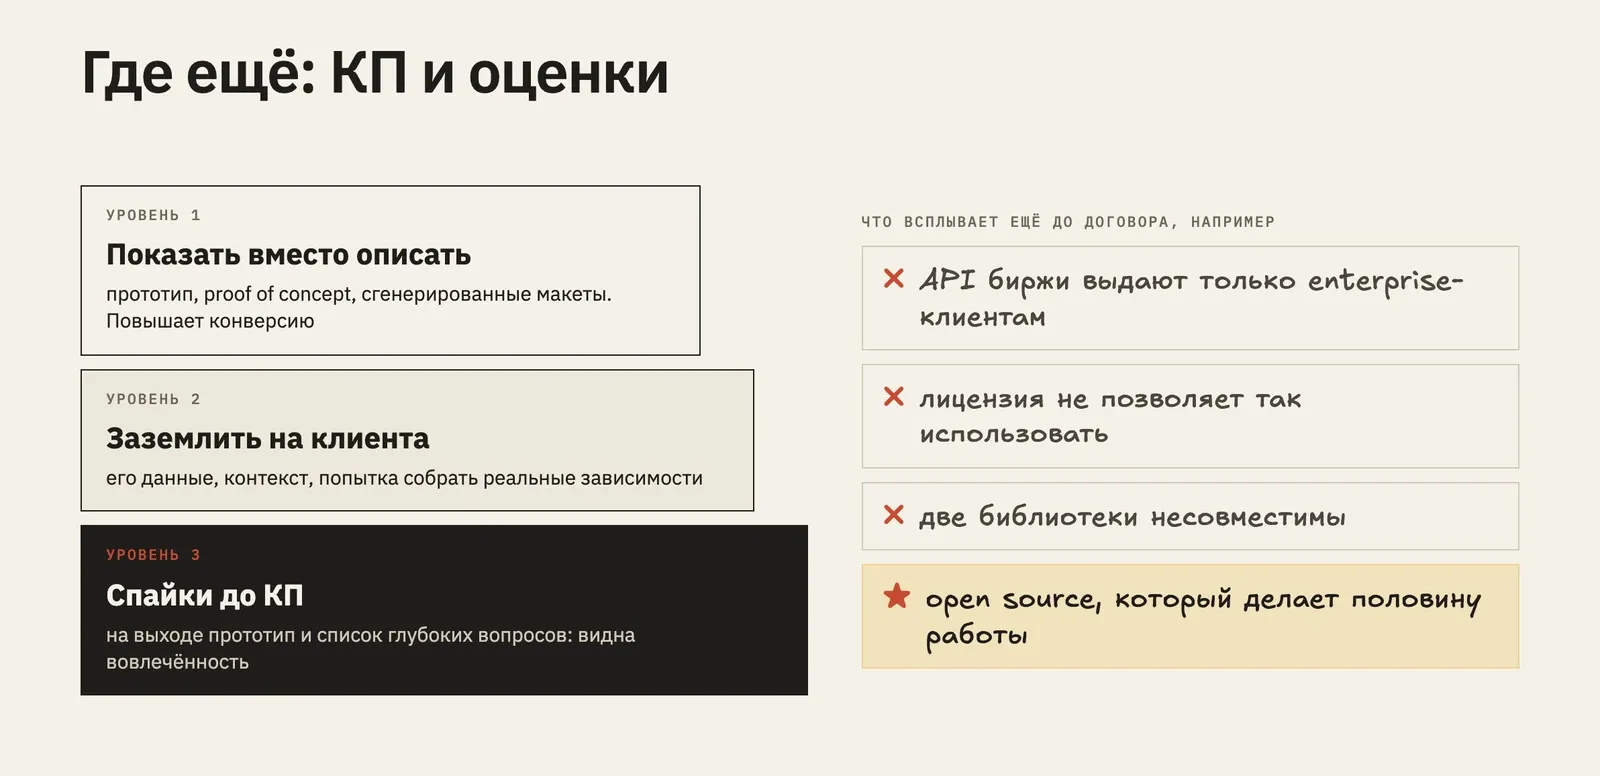 Где ещё: КП и оценки
УРОВЕНЬ 1
Показать вместо описать
прототип, proof of concept, сгенерированные макеты.
Повышает конверсию
УРОВЕНЬ 2
Заземлить на клиента
его данные, контекст, попытка собрать реальные зависимости
УРОВЕНЬ 3
Спайки до КП
на выходе прототип и список глубоких вопросов: видна
вовлечённость
ЧТО ВСПЛЫВАЕТ ЕЩЁ ДО ДОГОВОРА, НАПРИМЕР
API биржи выдают только enterprise-
клиентам
лицензия не позволяет так
использовать
две библиотеки несовместимы
open source, который делает половину
работы